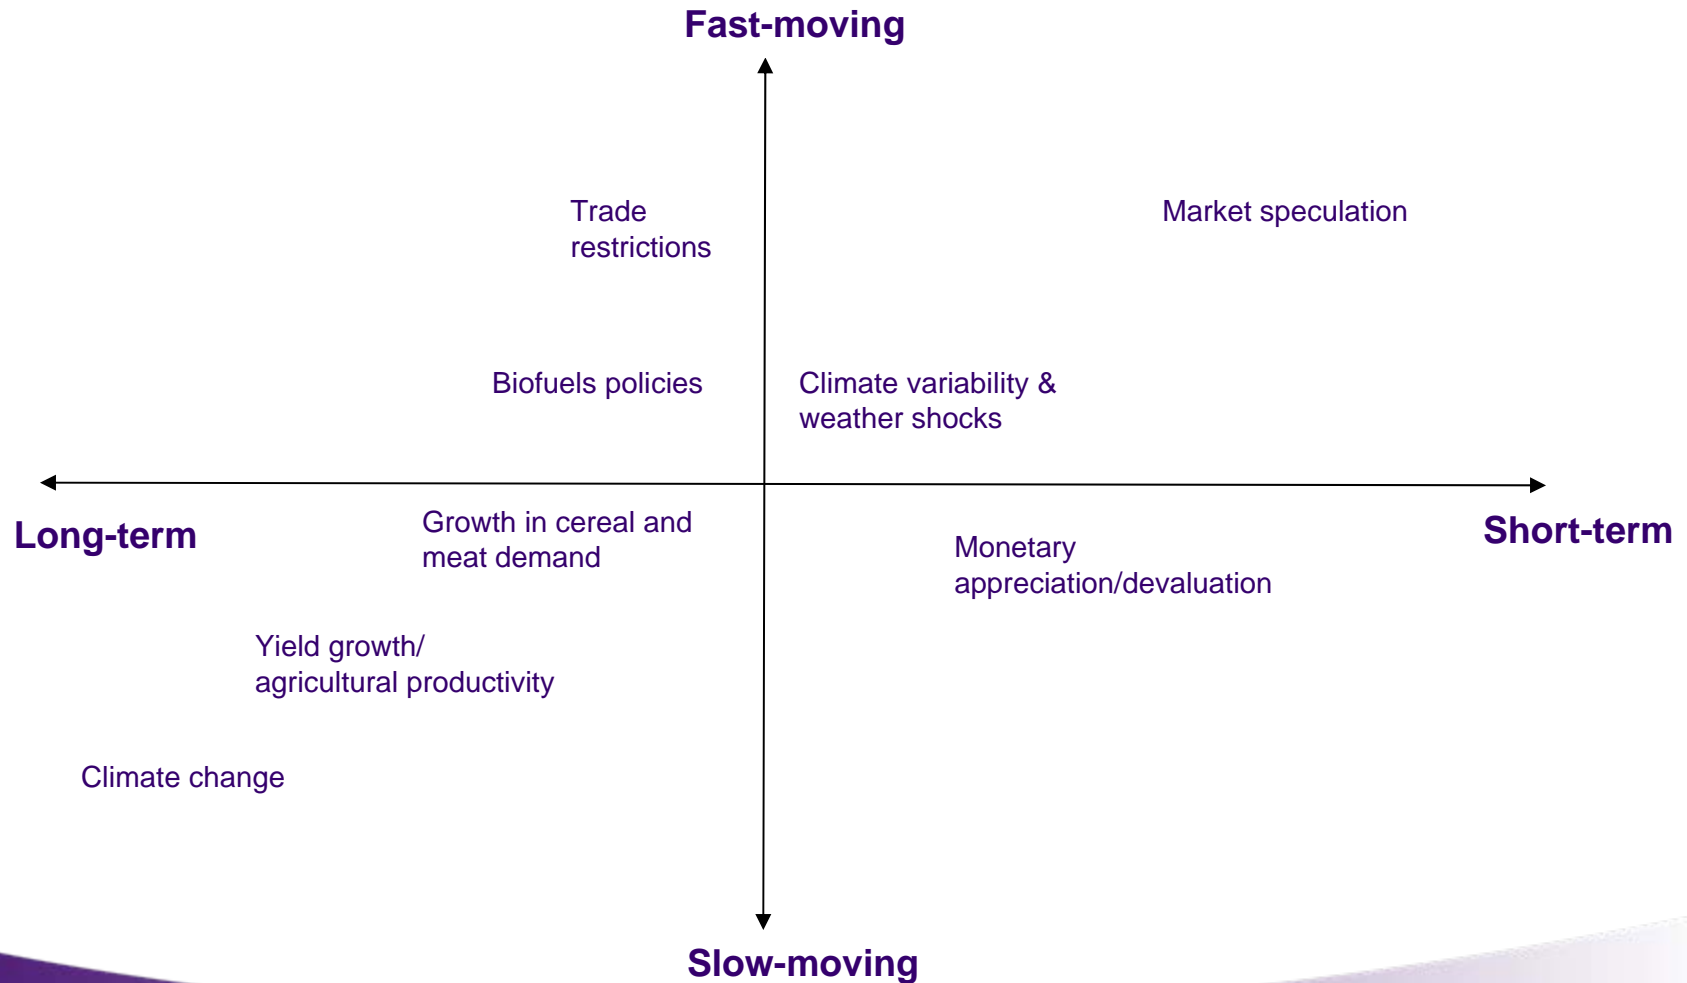 Fast-moving
Trade
restrictions
Market speculation
Biofuels policies
Climate variability &
weather shocks
Long-term
Growth in cereal and
meat demand
Short-term
Monetary
appreciation/devaluation
Yield growth/
agricultural productivity
Climate change
Slow-moving